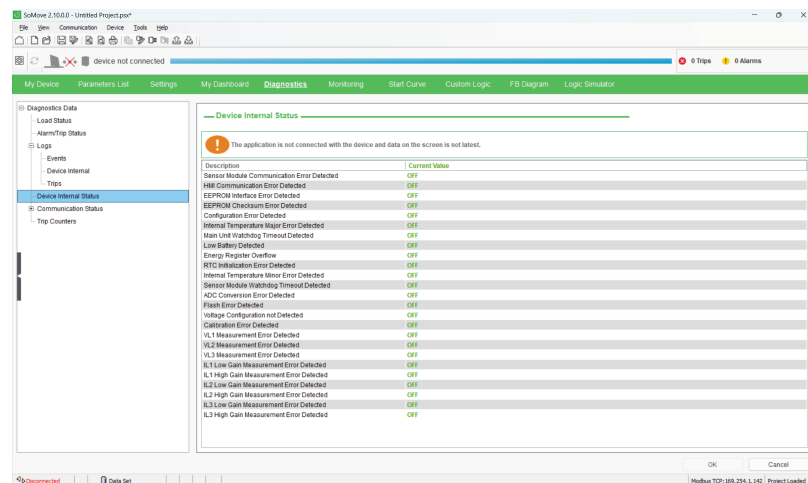 SoMove 2.10.0.0 - Untitled Project.psx*
File View Communication Device Tools Help
device not connected
0 Trips 0 Alarms
My Device Parameters List Settings My Dashboard Diagnostics Monitoring Start Curve Custom Logic FB Diagram Logic Simulator
Diagnostics Data
Load Status
Alarm/Trip Status
Logs
Events
Device Internal
Trips
Device Internal Status
Communication Status
Trip Counters
Device Internal Status
The application is not connected with the device and data on the screen is not latest.
Description Current Value
Sensor Module Communication Error Detected OFF
HMI Communication Error Detected OFF
EEPROM Interface Error Detected OFF
EEPROM Checksum Error Detected OFF
Configuration Error Detected OFF
Internal Temperature Major Error Detected OFF
Main Unit Watchdog Timeout Detected OFF
Low Battery Detected OFF
Energy Register Overflow OFF
RTC Initialization Error Detected OFF
Internal Temperature Minor Error Detected OFF
Sensor Module Watchdog Timeout Detected OFF
ADC Conversion Error Detected OFF
Flash Error Detected OFF
Voltage Configuration not Detected OFF
Calibration Error Detected OFF
VL1 Measurement Error Detected OFF
VL2 Measurement Error Detected OFF
VL3 Measurement Error Detected OFF
IL1 Low Gain Measurement Error Detected OFF
IL1 High Gain Measurement Error Detected OFF
IL2 Low Gain Measurement Error Detected OFF
IL2 High Gain Measurement Error Detected OFF
IL3 Low Gain Measurement Error Detected OFF
IL3 High Gain Measurement Error Detected OFF
OK Cancel
Disconnected Data Set Modbus TCP:169.254.1.142 Project Loaded